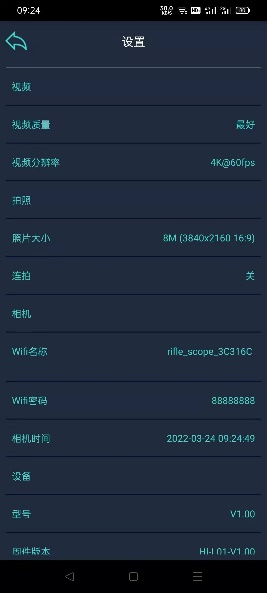 09:24
设置
视频
视频质量 最好
视频分辨率 4K@60fps
拍照
照片大小 8M (3840x2160 16:9)
连拍 关
相机
Wifi名称 rifle_scope_3C316C
Wifi密码 88888888
相机时间 2022-03-24 09:24:49
设备
型号 V1.00
固件版本 HI-L01-V1.00